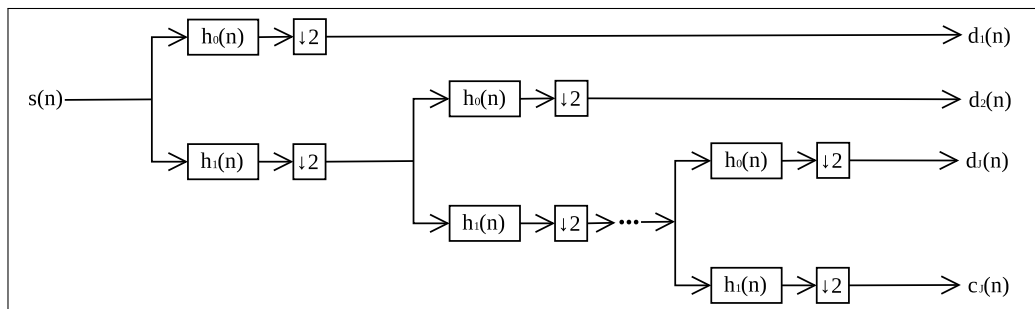 h₀(n) ↓2 d₁(n)
s(n)
h₀(n) ↓2 d₂(n)
h₁(n) ↓2
h₀(n) ↓2 dⱼ(n)
h₁(n) ↓2 •••
h₁(n) ↓2 cⱼ(n)